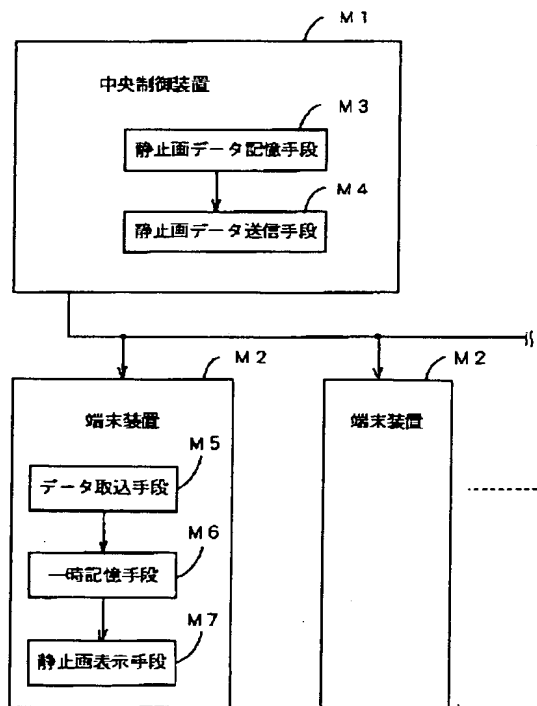 M1
中央制御装置
M3
静止画データ記憶手段
M4
静止画データ送信手段
M2
M2
端末装置
端末装置
M5
データ取込手段
M6
一時記憶手段
M7
静止画表示手段